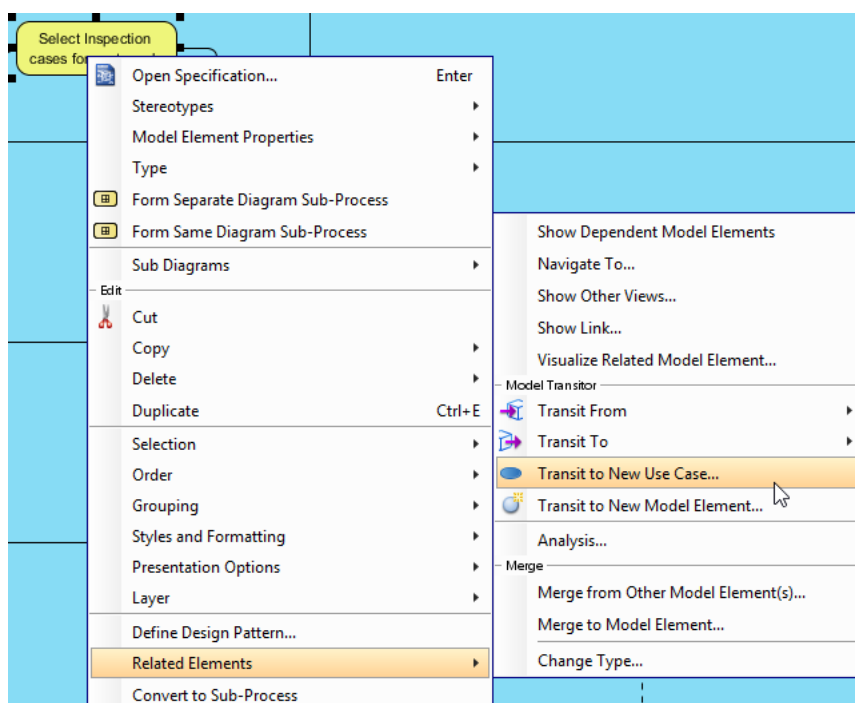 Select Inspection
cases for
Open Specification... Enter
Stereotypes
Model Element Properties
Type
Form Separate Diagram Sub-Process
Form Same Diagram Sub-Process
Sub Diagrams
Edit
Cut
Copy
Delete
Duplicate Ctrl+E
Selection
Order
Grouping
Styles and Formatting
Presentation Options
Layer
Define Design Pattern...
Related Elements
Convert to Sub-Process
Show Dependent Model Elements
Navigate To...
Show Other Views...
Show Link...
Visualize Related Model Element...
Model Transitor
Transit From
Transit To
Transit to New Use Case...
Transit to New Model Element...
Analysis...
Merge
Merge from Other Model Element(s)...
Merge to Model Element...
Change Type...